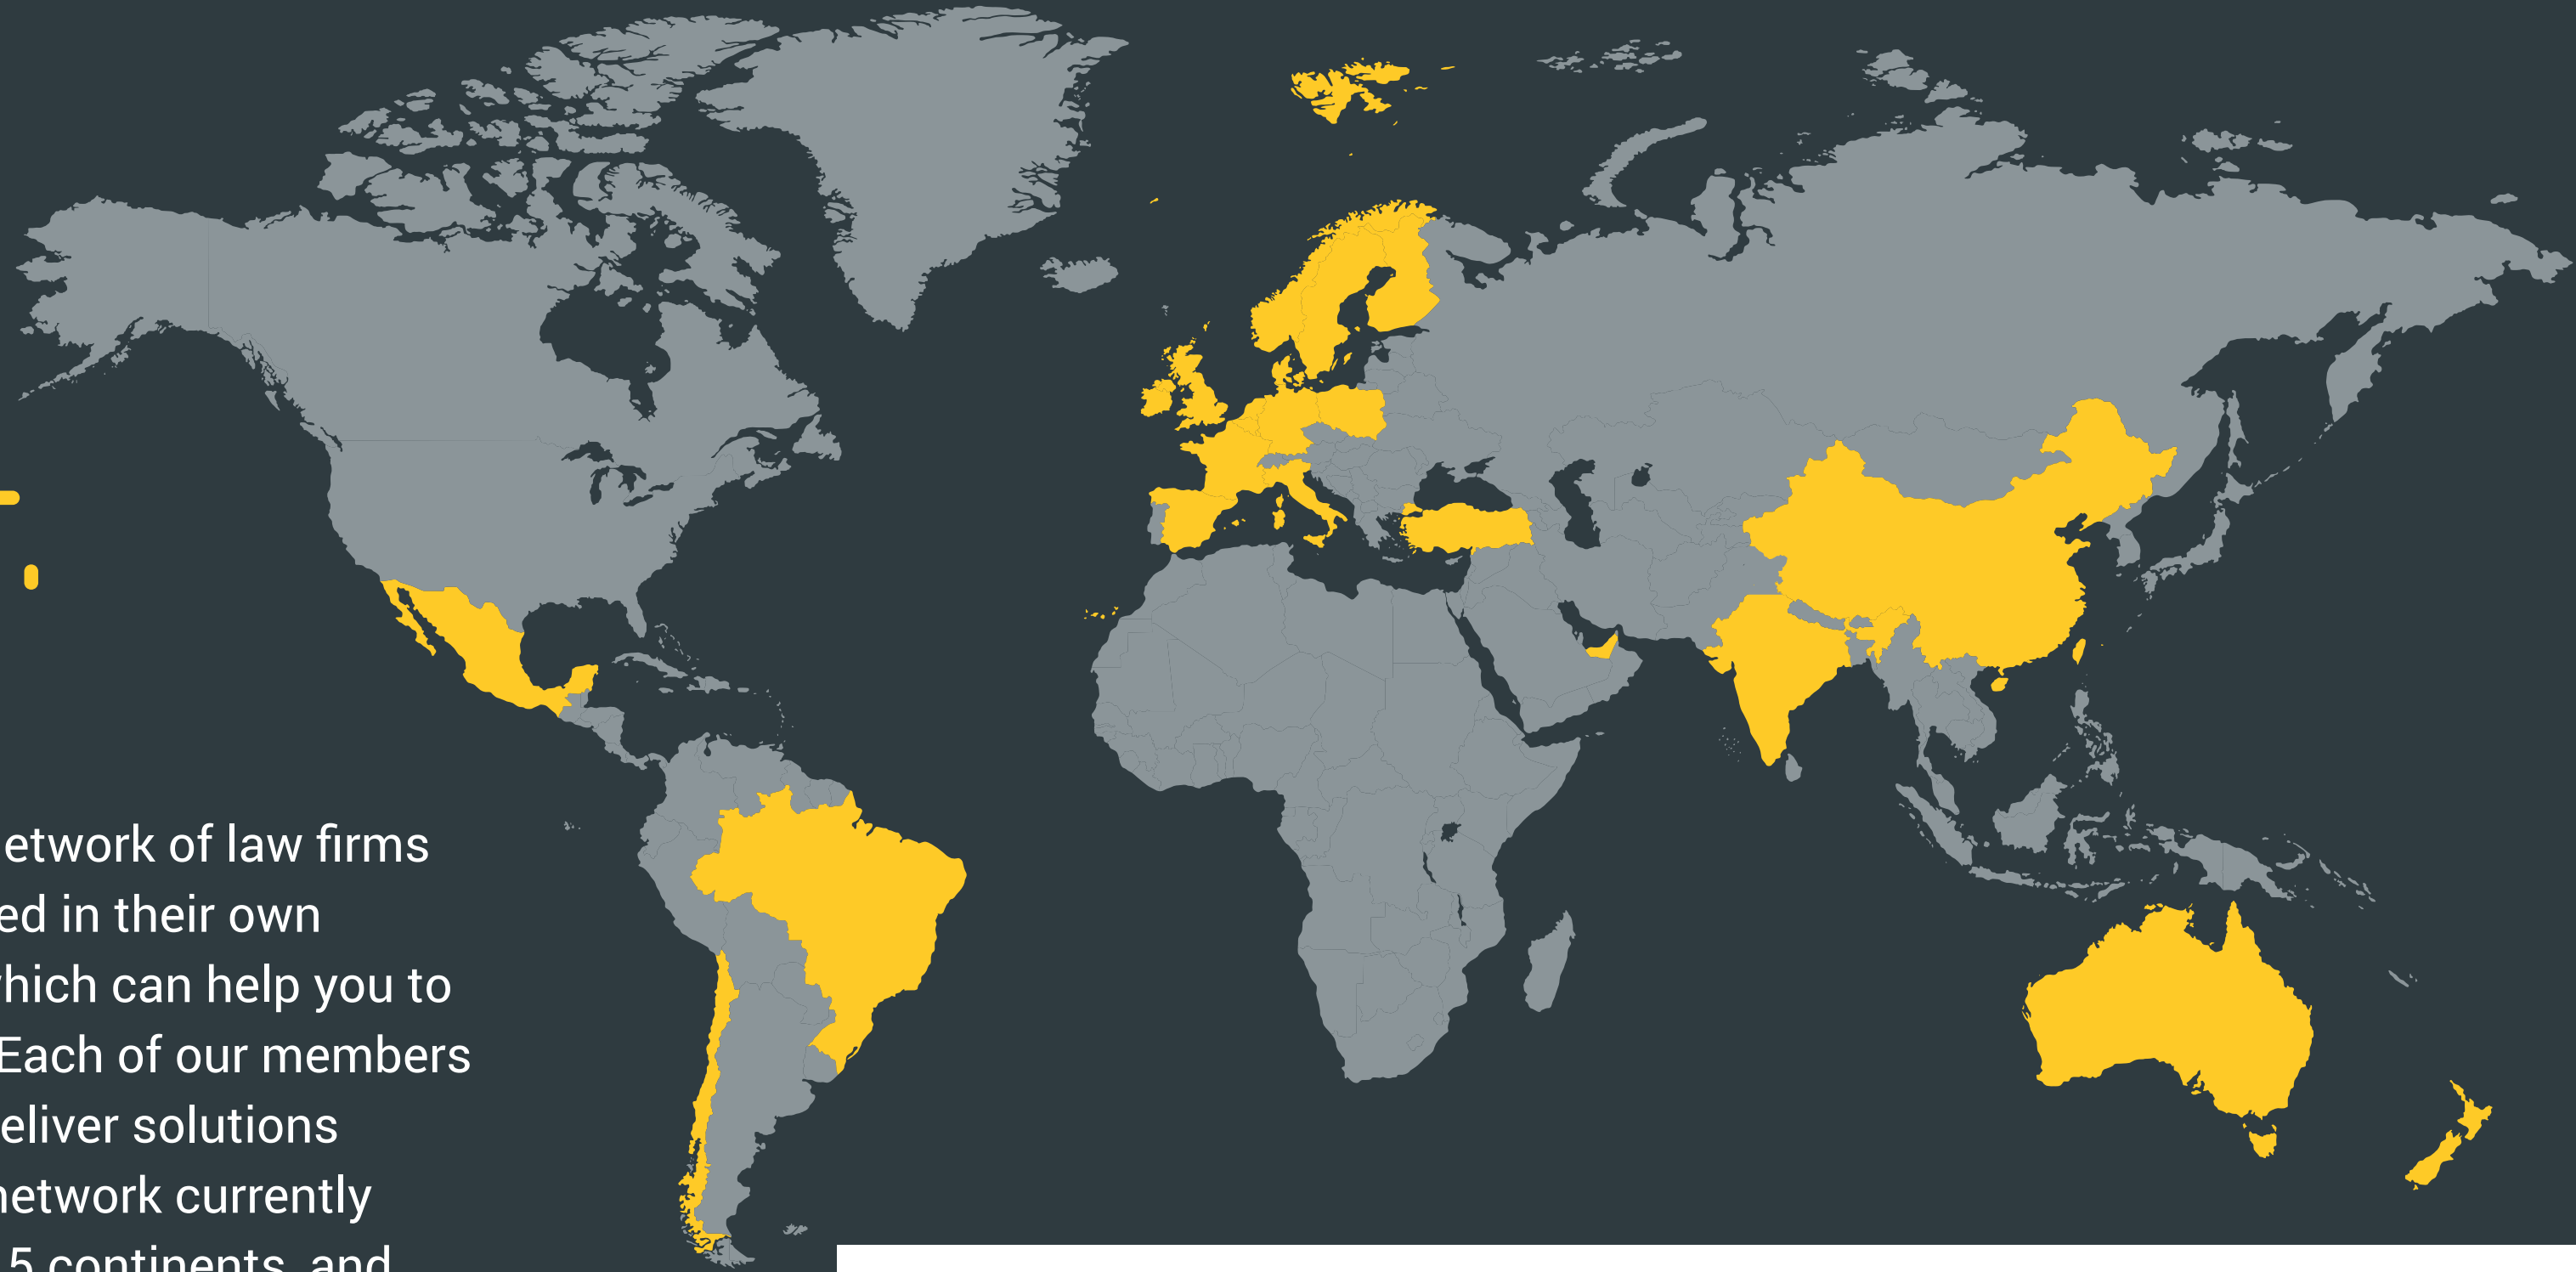 etwork of law firms
ed in their own
hich can help you to
Each of our members
eliver solutions
network currently
5 continents, and